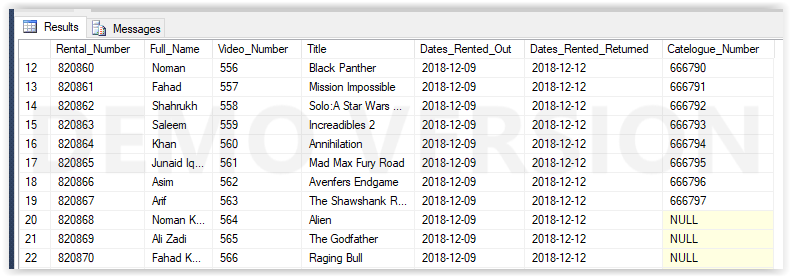 Results Messages
Rental_Number Full_Name Video_Number Title Dates_Rented_Out Dates_Rented_Returned Catelogue_Number
12 820860 Noman 556 Black Panther 2018-12-09 2018-12-12 666790
13 820861 Fahad 557 Mission Impossible 2018-12-09 2018-12-12 666791
14 820862 Shahrukh 558 Solo:A Star Wars ... 2018-12-09 2018-12-12 666792
15 820863 Saleem 559 Increadibles 2 2018-12-09 2018-12-12 666793
16 820864 Khan 560 Annihilation 2018-12-09 2018-12-12 666794
17 820865 Junaid Iq... 561 Mad Max Fury Road 2018-12-09 2018-12-12 666795
18 820866 Asim 562 Avenfers Endgame 2018-12-09 2018-12-12 666796
19 820867 Arif 563 The Shawshank R... 2018-12-09 2018-12-12 666797
20 820868 Noman K... 564 Alien 2018-12-09 2018-12-12 NULL
21 820869 Ali Zadi 565 The Godfather 2018-12-09 2018-12-12 NULL
22 820870 Fahad K... 566 Raging Bull 2018-12-09 2018-12-12 NULL
DEMO VERSION